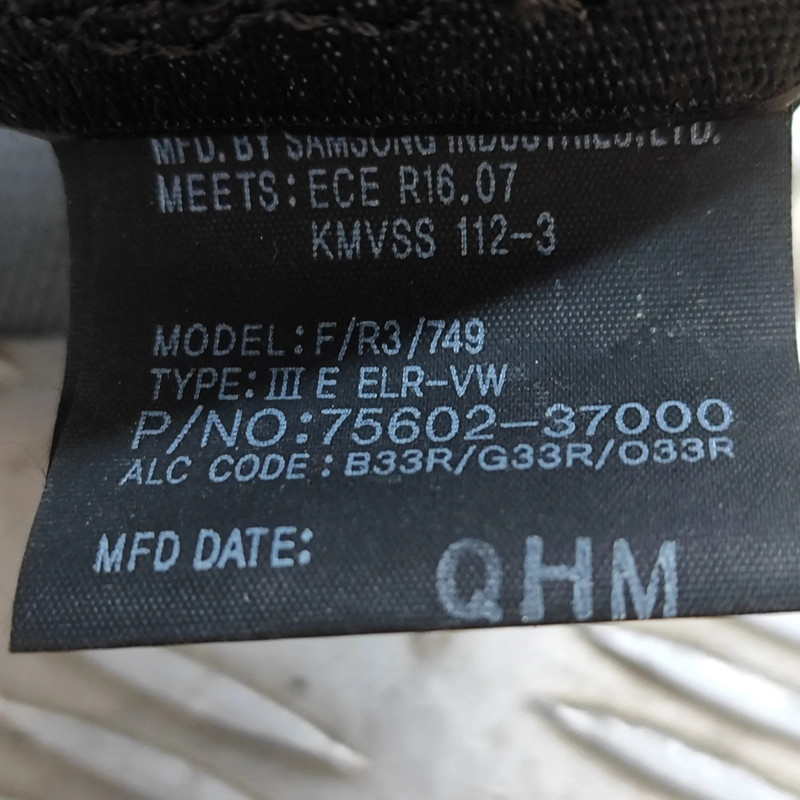 MFD. BY SAMSONG INDUSTRIES. LTD.
MEETS: ECE R16.07
KMVSS 112-3
MODEL: F/R3/749
TYPE: III E ELR-VW
P/NO: 75602-37000
ALC CODE: B33R/G33R/O33R
MFD DATE:
QHM